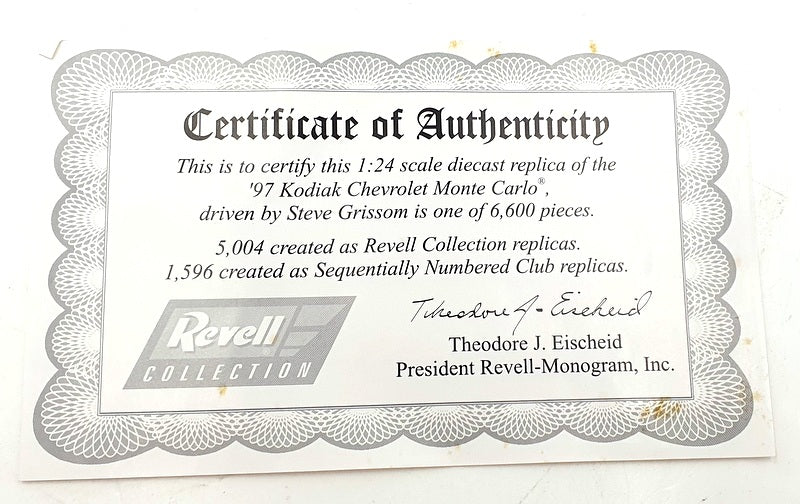 Certificate of Authenticity
This is to certify this 1:24 scale diecast replica of the
'97 Kodiak Chevrolet Monte Carlo®,
driven by Steve Grissom is one of 6,600 pieces.
5,004 created as Revell Collection replicas.
1,596 created as Sequentially Numbered Club replicas.
Revell®
COLLECTION
Theodore J. Eischeid
Theodore J. Eischeid
President Revell-Monogram, Inc.